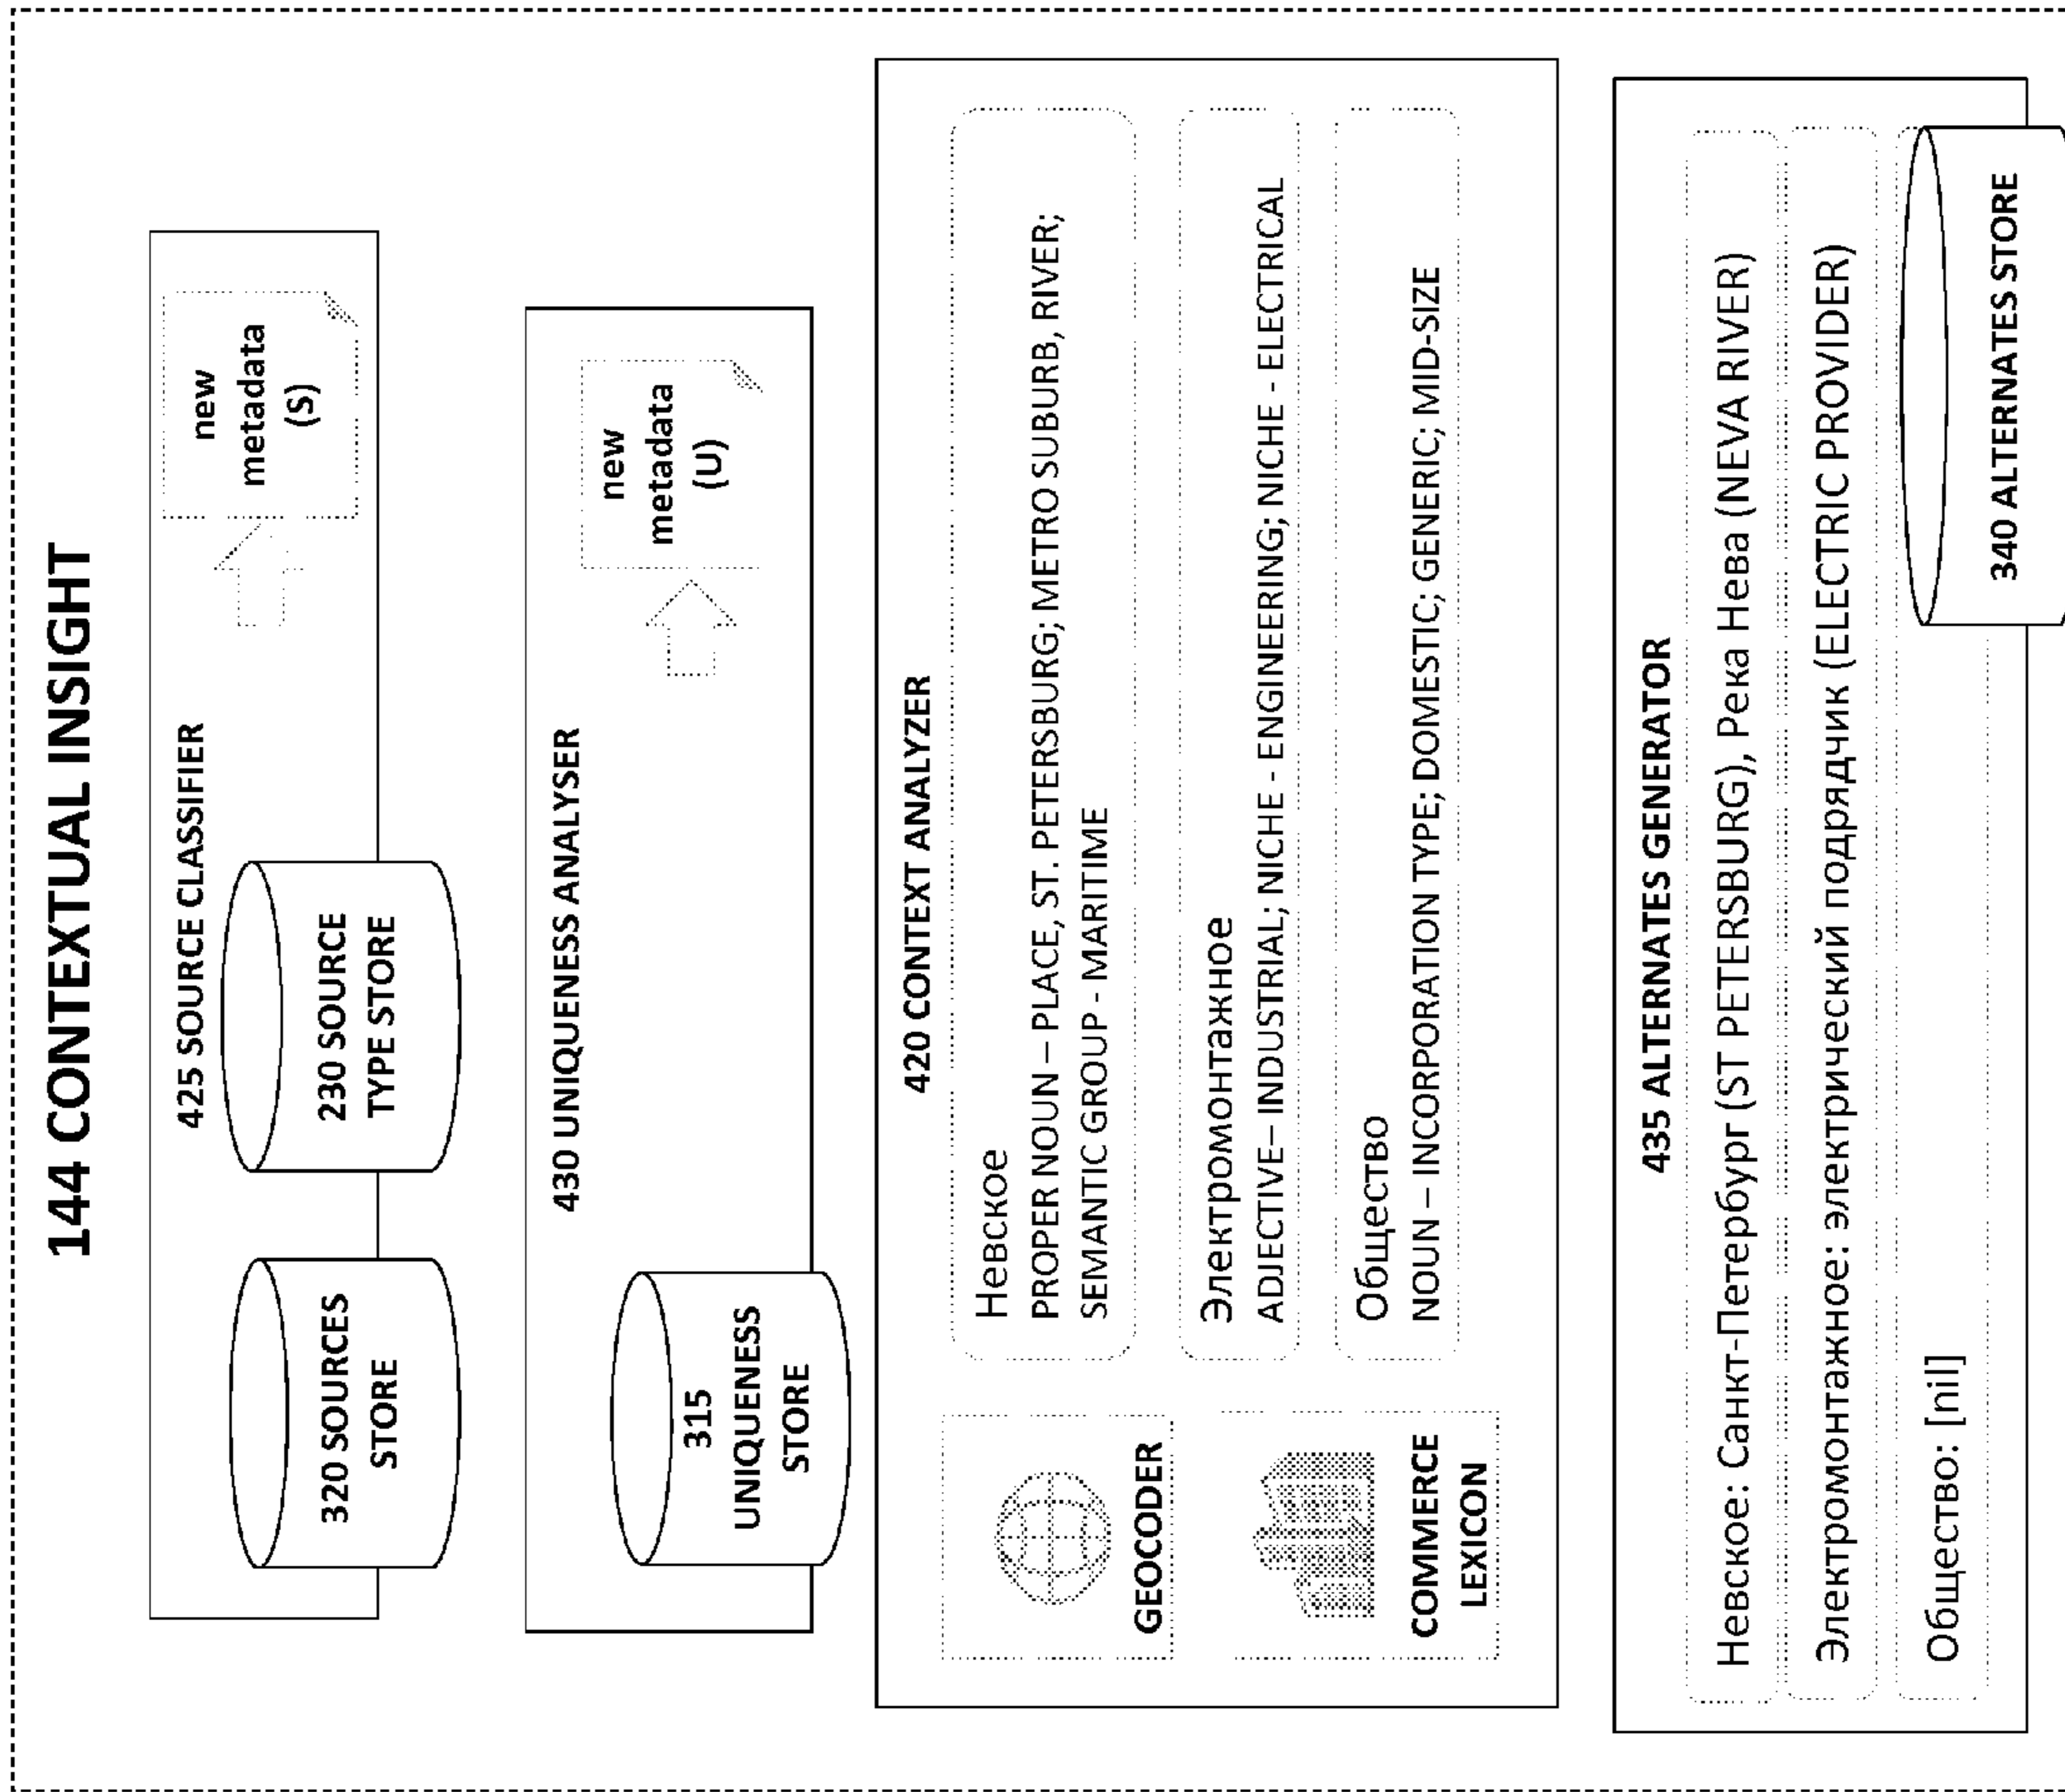 144 CONTEXTUAL INSIGHT
425 SOURCE CLASSIFIER
320 SOURCES
STORE
230 SOURCE
TYPE STORE
new
metadata
(S)
430 UNIQUENESS ANALYSER
315
UNIQUENESS
STORE
new
metadata
(U)
420 CONTEXT ANALYZER
GEOCODER
COMMERCE
LEXICON
Невское
PROPER NOUN – PLACE, ST. PETERSBURG; METRO SUBURB, RIVER;
SEMANTIC GROUP - MARITIME
Электромонтажное
ADJECTIVE– INDUSTRIAL; NICHE - ENGINEERING; NICHE - ELECTRICAL
Общество
NOUN – INCORPORATION TYPE; DOMESTIC; GENERIC; MID-SIZE
435 ALTERNATES GENERATOR
Невское: Санкт-Петербург (ST PETERSBURG), Река Нева (NEVA RIVER)
Электромонтажное: электрический подрядчик (ELECTRIC PROVIDER)
Общество: [nil]
340 ALTERNATES STORE